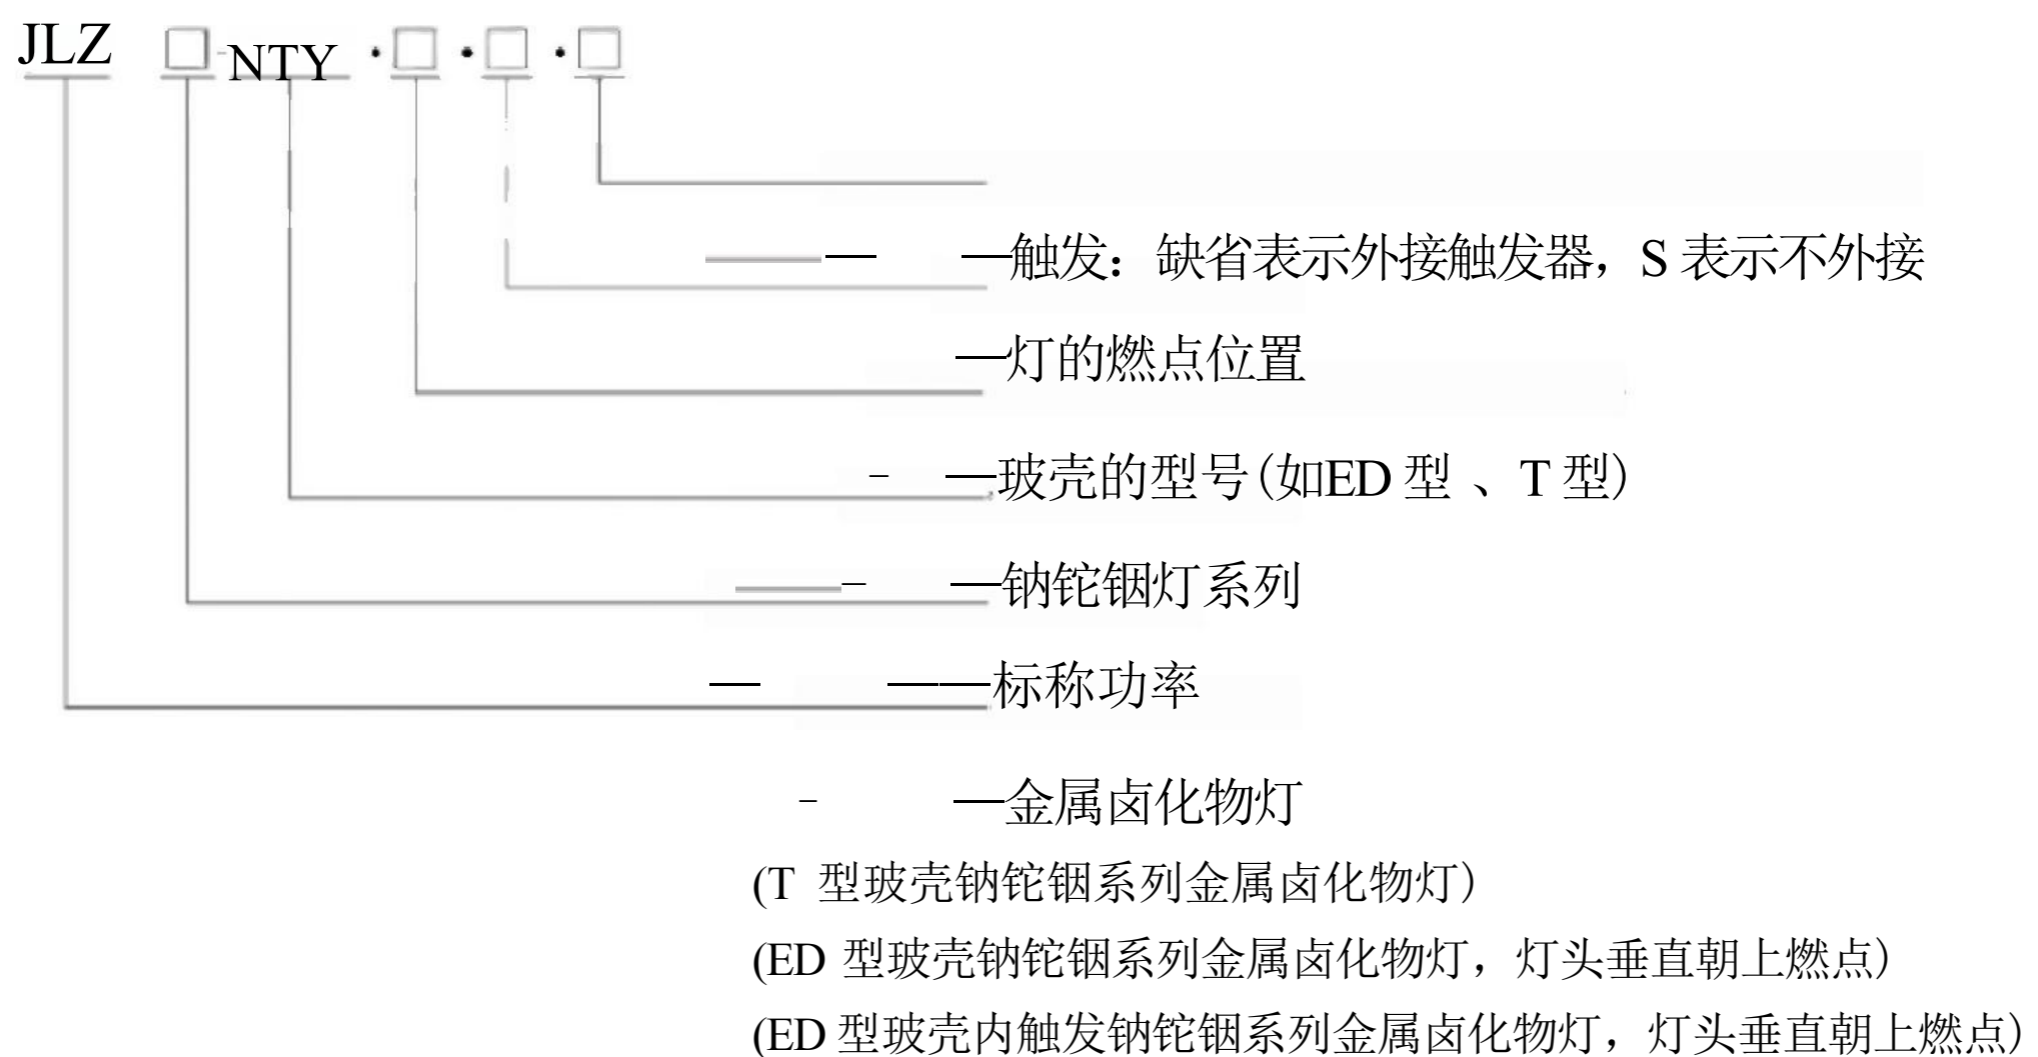 JLZ □-NTY·□·□·□
触发：缺省表示外接触发器，S 表示不外接
灯的燃点位置
玻壳的型号(如ED 型 、T 型)
钠铊铟灯系列
标称功率
金属卤化物灯
(T 型玻壳钠铊铟系列金属卤化物灯)
(ED 型玻壳钠铊铟系列金属卤化物灯，灯头垂直朝上燃点)
(ED 型玻壳内触发钠铊铟系列金属卤化物灯，灯头垂直朝上燃点)